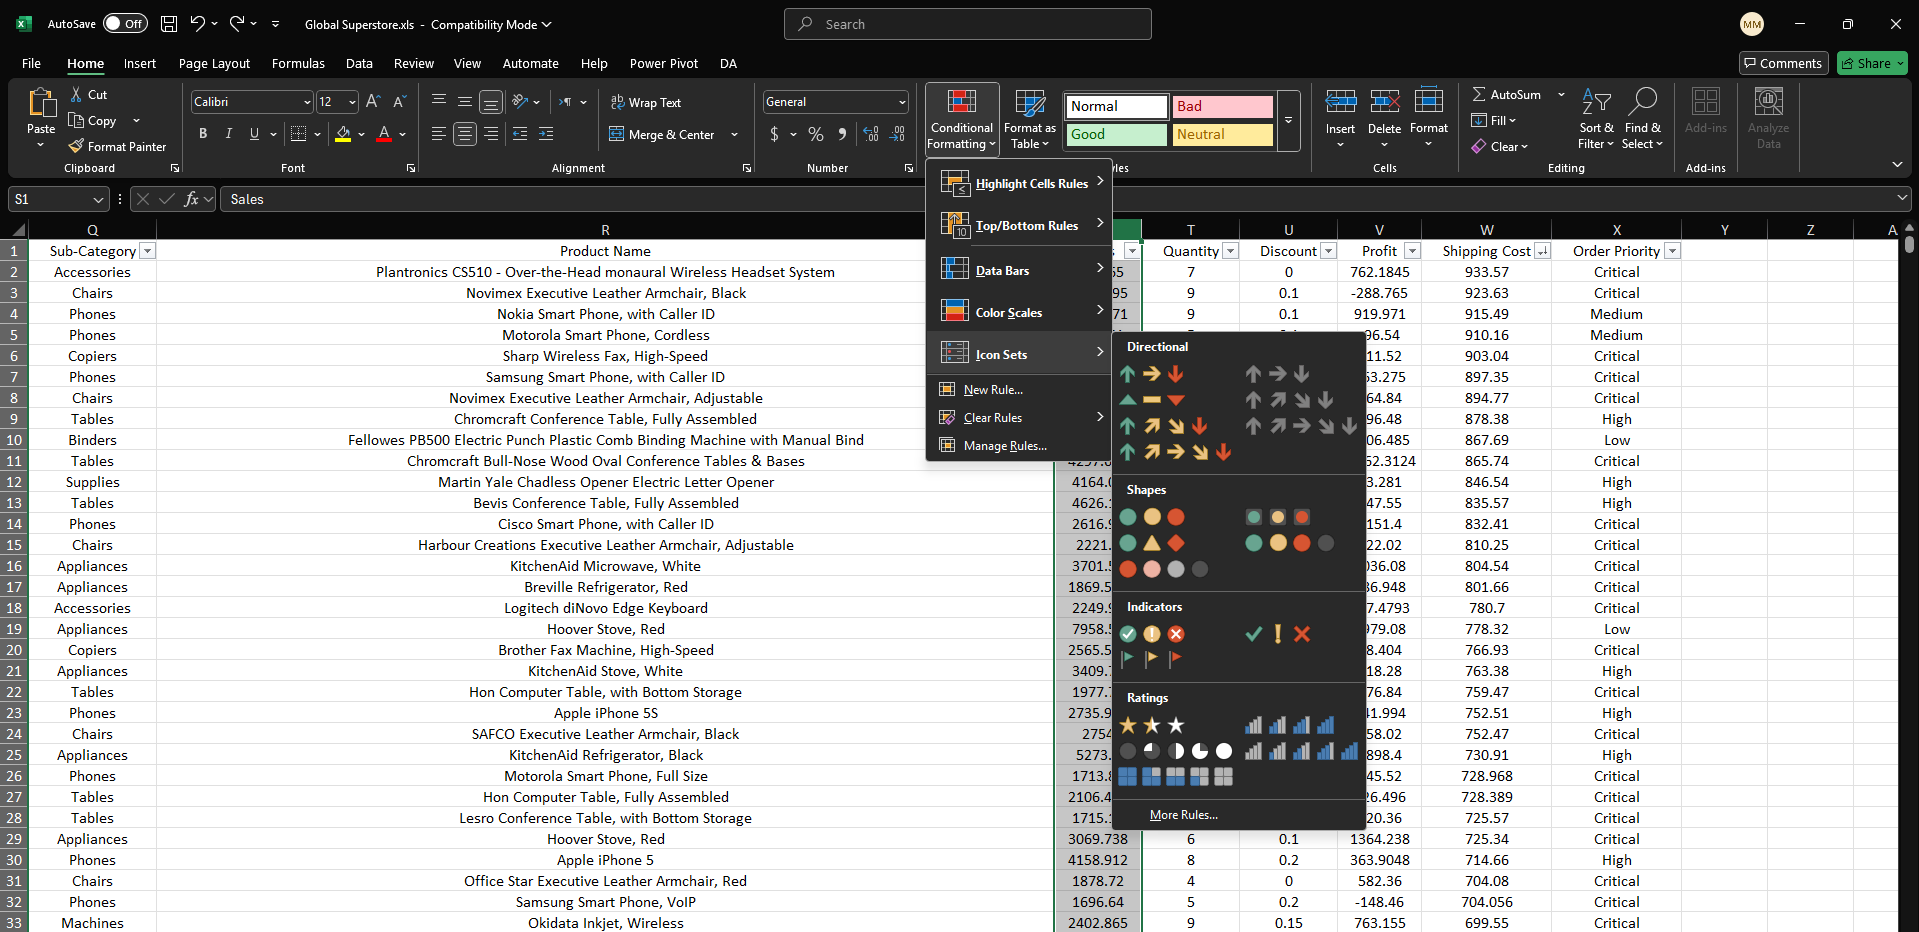 AutoSave Off Global Superstore.xls - Compatibility Mode Search MM
File Home Insert Page Layout Formulas Data Review View Automate Help Power Pivot DA Comments Share
Paste Cut Copy Format Painter Clipboard
Calibri 12 B I U Font
Wrap Text Merge & Center Alignment
General $ % Number
Conditional Formatting Format as Table Normal Bad Good Neutral
Insert Delete Format Cells
AutoSum Fill Clear Sort & Filter Find & Select Editing
Add-ins Add-ins Analyze Data
S1 fx Sales
Highlight Cells Rules
Top/Bottom Rules
Data Bars
Color Scales
Icon Sets
New Rule...
Clear Rules
Manage Rules...
Directional
Shapes
Indicators
Ratings
More Rules...
Q R T U V W X Y Z A
1 Sub-Category Product Name Quantity Discount Profit Shipping Cost Order Priority
2 Accessories Plantronics CS510 - Over-the-Head monaural Wireless Headset System 7 0 762.1845 933.57 Critical
3 Chairs Novimex Executive Leather Armchair, Black 95 9 0.1 -288.765 923.63 Critical
4 Phones Nokia Smart Phone, with Caller ID 71 9 0.1 919.971 915.49 Medium
5 Phones Motorola Smart Phone, Cordless 96.54 910.16 Medium
6 Copiers Sharp Wireless Fax, High-Speed 11.52 903.04 Critical
7 Phones Samsung Smart Phone, with Caller ID 3.275 897.35 Critical
8 Chairs Novimex Executive Leather Armchair, Adjustable 64.84 894.77 Critical
9 Tables Chromcraft Conference Table, Fully Assembled 96.48 878.38 High
10 Binders Fellowes PB500 Electric Punch Plastic Comb Binding Machine with Manual Bind 06.485 867.69 Low
11 Tables Chromcraft Bull-Nose Wood Oval Conference Tables & Bases 2.3124 865.74 Critical
12 Supplies Martin Yale Chadless Opener Electric Letter Opener 4164. 3.281 846.54 High
13 Tables Bevis Conference Table, Fully Assembled 4626. 47.55 835.57 High
14 Phones Cisco Smart Phone, with Caller ID 2616.9 151.4 832.41 Critical
15 Chairs Harbour Creations Executive Leather Armchair, Adjustable 2221. 22.02 810.25 Critical
16 Appliances KitchenAid Microwave, White 3701. 036.08 804.54 Critical
17 Appliances Breville Refrigerator, Red 1869.5 6.948 801.66 Critical
18 Accessories Logitech diNovo Edge Keyboard 2249.9 7.4793 780.7 Critical
19 Appliances Hoover Stove, Red 7958.5 979.08 778.32 Low
20 Copiers Brother Fax Machine, High-Speed 2565.5 8.404 766.93 Critical
21 Appliances KitchenAid Stove, White 3409. 18.28 763.38 High
22 Tables Hon Computer Table, with Bottom Storage 1977. 76.84 759.47 Critical
23 Phones Apple iPhone 5S 2735.9 41.994 752.51 High
24 Chairs SAFCO Executive Leather Armchair, Black 2754 58.02 752.47 Critical
25 Appliances KitchenAid Refrigerator, Black 5273. 898.4 730.91 High
26 Phones Motorola Smart Phone, Full Size 1713.8 45.52 728.968 Critical
27 Tables Hon Computer Table, Fully Assembled 2106.4 26.496 728.389 Critical
28 Tables Lesro Conference Table, with Bottom Storage 1715. 20.36 725.57 Critical
29 Appliances Hoover Stove, Red 3069.738 6 0.1 1364.238 725.34 Critical
30 Phones Apple iPhone 5 4158.912 8 0.2 363.9048 714.66 High
31 Chairs Office Star Executive Leather Armchair, Red 1878.72 4 0 582.36 704.08 Critical
32 Phones Samsung Smart Phone, VoIP 1696.64 5 0.2 -148.46 704.056 Critical
33 Machines Okidata Inkjet, Wireless 2402.865 9 0.15 763.155 699.55 Critical